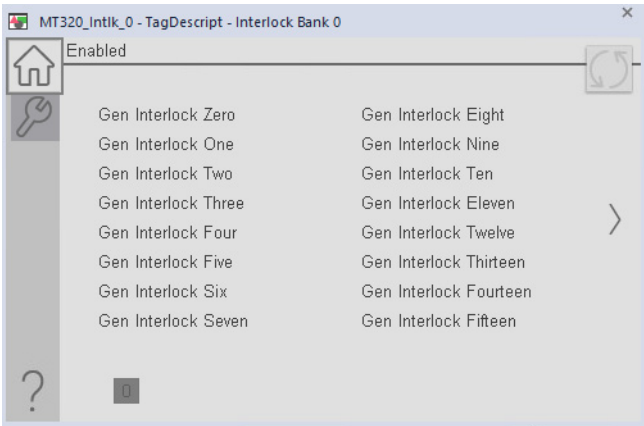 MT320_Intlk_0 - TagDescript - Interlock Bank 0
Enabled
Gen Interlock Zero
Gen Interlock One
Gen Interlock Two
Gen Interlock Three
Gen Interlock Four
Gen Interlock Five
Gen Interlock Six
Gen Interlock Seven
Gen Interlock Eight
Gen Interlock Nine
Gen Interlock Ten
Gen Interlock Eleven
Gen Interlock Twelve
Gen Interlock Thirteen
Gen Interlock Fourteen
Gen Interlock Fifteen
?
0